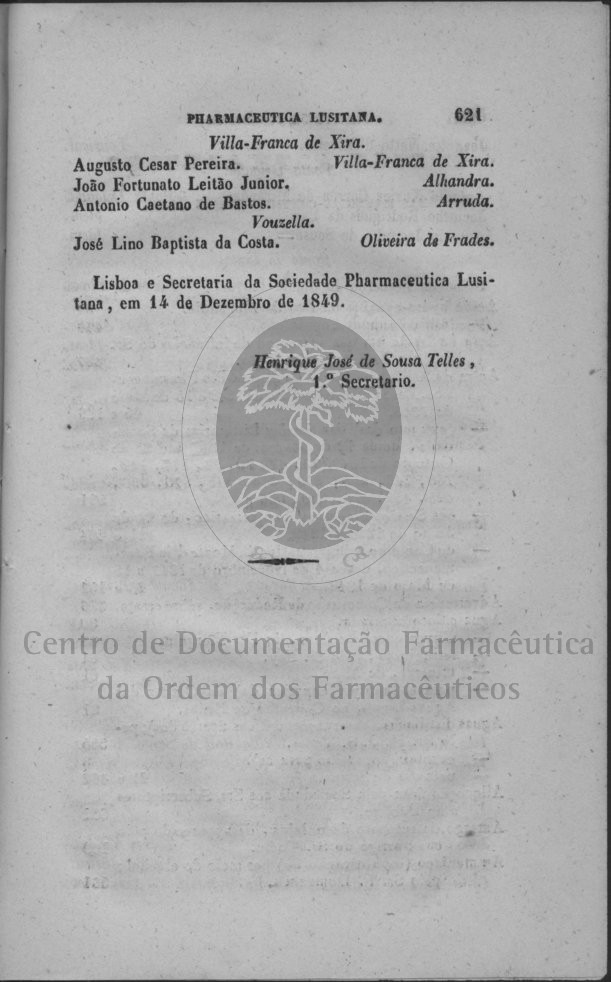 PHARMACEUTICA LUSITANA. 621
Villa-Franca de Xira.
Augusto Cesar Pereira. Villa-Franca de Xira.
João Fortunato Leitão Junior. Alhandra.
Antonio Caetano de Bastos. Arruda.
Vouzella.
José Lino Baptista da Costa. Oliveira de Frades.
Lisboa e Secretaria da Sociedade Pharmaceutica Lusi-
tana, em 14 de Dezembro de 1849.
Henrique José de Sousa Telles,
1.º Secretario.
Centro de Documentação Farmacêutica
da Ordem dos Farmacêuticos